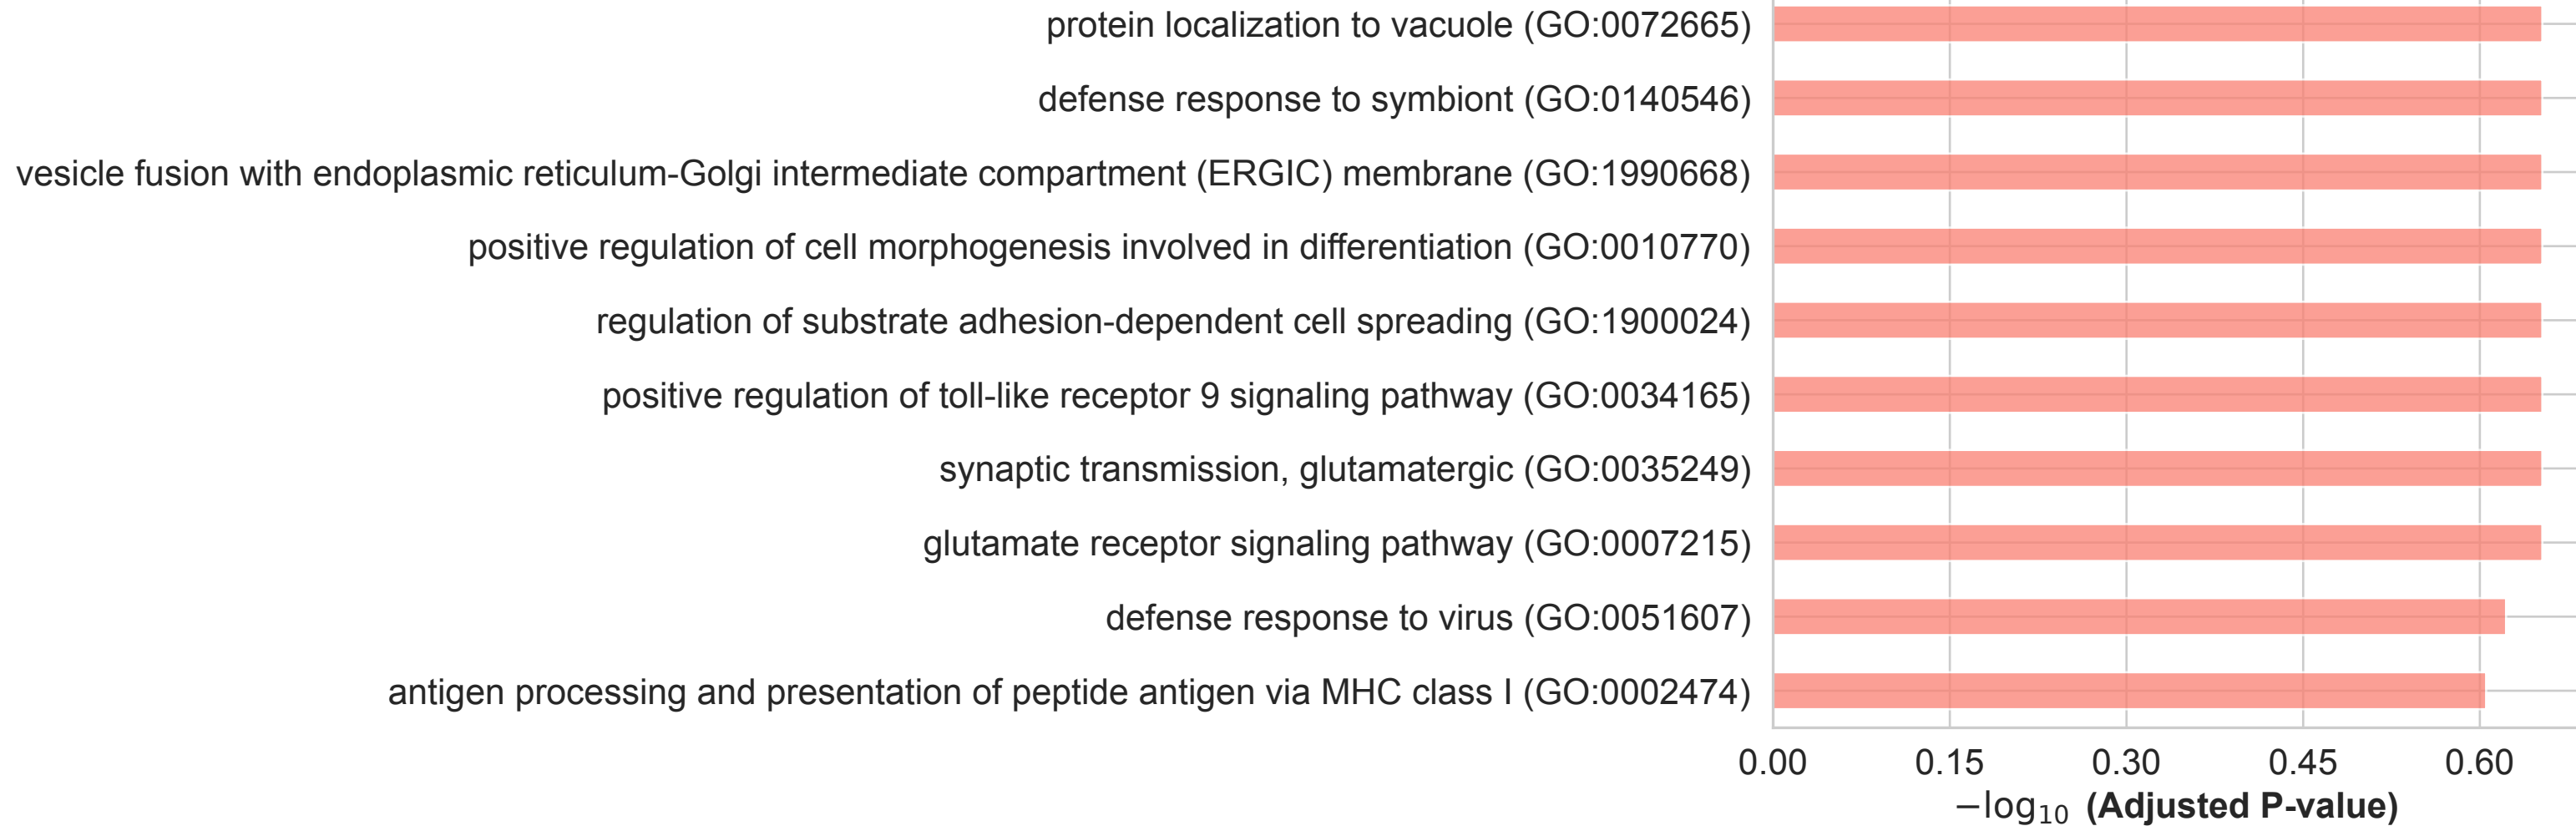 protein localization to vacuole (GO:0072665)
defense response to symbiont (GO:0140546)
vesicle fusion with endoplasmic reticulum-Golgi intermediate compartment (ERGIC) membrane (GO:1990668)
positive regulation of cell morphogenesis involved in differentiation (GO:0010770)
regulation of substrate adhesion-dependent cell spreading (GO:1900024)
positive regulation of toll-like receptor 9 signaling pathway (GO:0034165)
synaptic transmission, glutamatergic (GO:0035249)
glutamate receptor signaling pathway (GO:0007215)
defense response to virus (GO:0051607)
antigen processing and presentation of peptide antigen via MHC class I (GO:0002474)
0.00 0.15 0.30 0.45 0.60
−log₁₀ (Adjusted P-value)